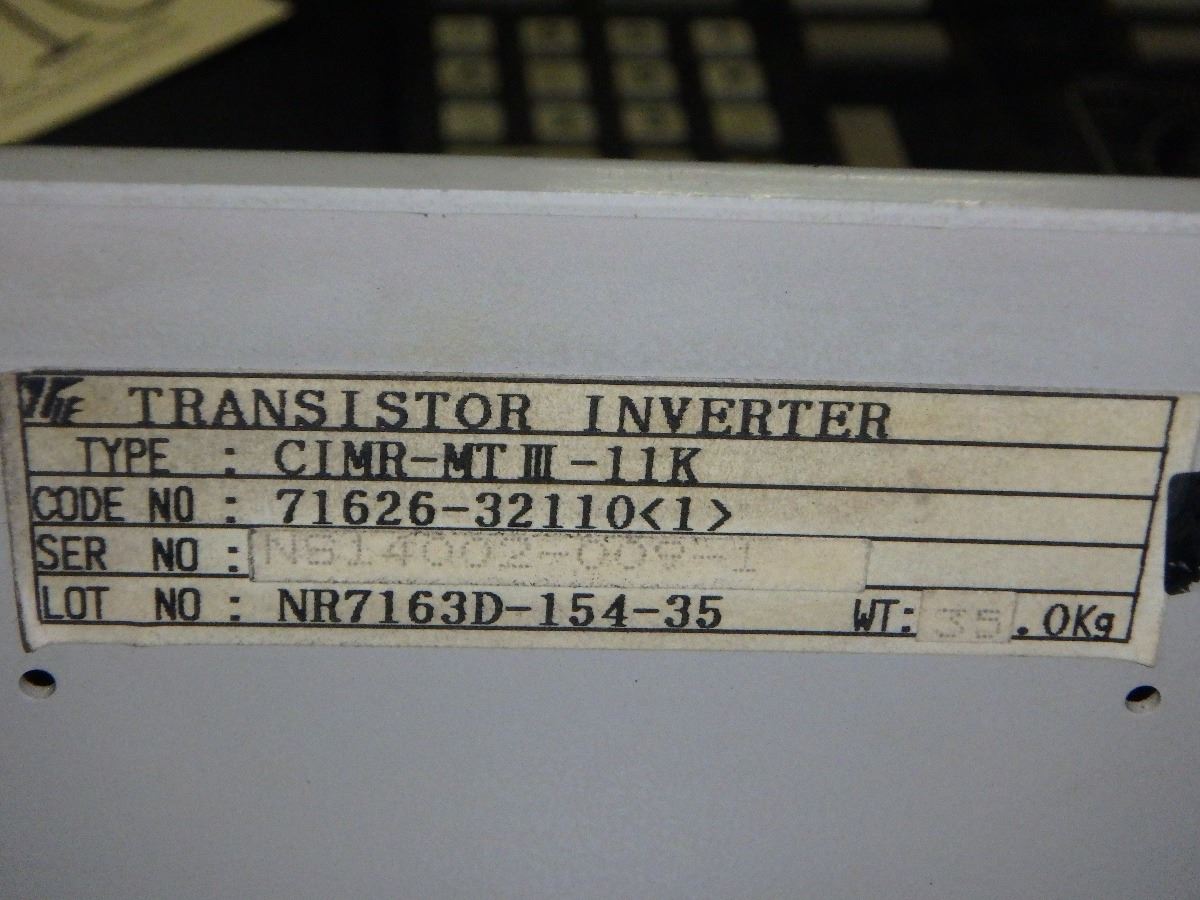 TRANSISTOR INVERTER
TYPE : CIMR-MTⅢ-11K
CODE NO : 71626-32110<1>
SER NO : NS14002-009-1
LOT NO : NR7163D-154-35 WT: 35.0Kg